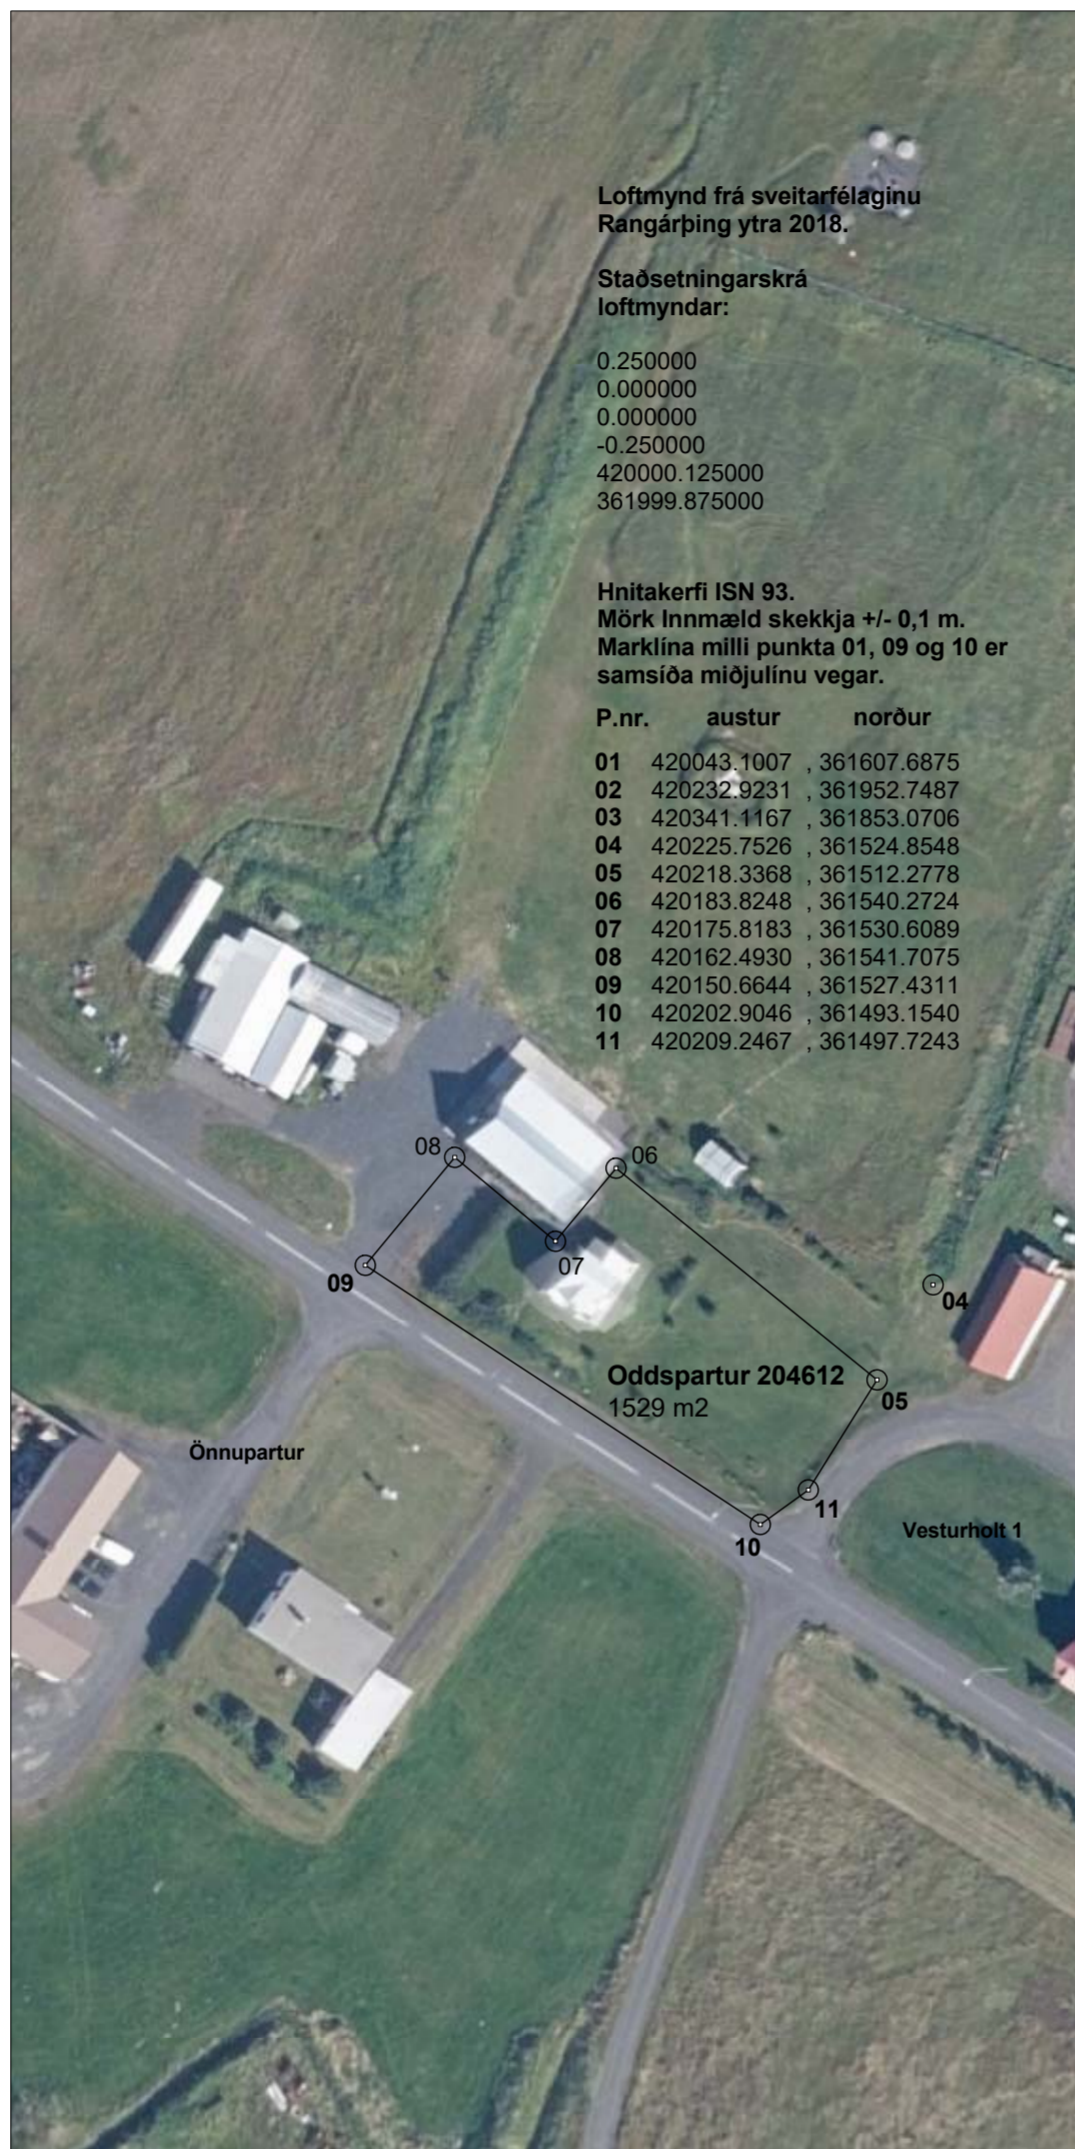 Loftmynd frá sveitarfélaginu
Rangárþing ytra 2018.
Staðsetningarskrá
loftmyndar:
0.250000
0.000000
0.000000
-0.250000
420000.125000
361999.875000
Hnitakerfi ISN 93.
Mörk Innmæld skekkja +/- 0,1 m.
Marklína milli punkta 01, 09 og 10 er
samsíða miðjulínu vegar.
P.nr. austur norður
01 420043.1007 , 361607.6875
02 420232.9231 , 361952.7487
03 420341.1167 , 361853.0706
04 420225.7526 , 361524.8548
05 420218.3368 , 361512.2778
06 420183.8248 , 361540.2724
07 420175.8183 , 361530.6089
08 420162.4930 , 361541.7075
09 420150.6644 , 361527.4311
10 420202.9046 , 361493.1540
11 420209.2467 , 361497.7243
08
06
07
09
04
Oddspartur 204612
1529 m2
05
Önnupartur
11
10
Vesturholt 1